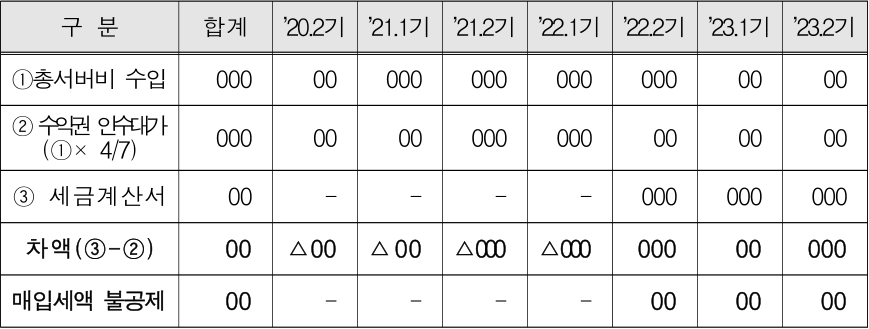 구 분 합계 ’20.2기 ’21.1기 ’21.2기 ’22.1기 ’22.2기 ’23.1기 ’23.2기
①총서버비 수입 000 00 000 000 000 000 00 00
② 수익권 인수대가
(①× 4/7) 000 00 00 000 000 00 00 00
③ 세금계산서 00 - - - - 000 000 000
차액(③-②) 00 △00 △ 00 △000 △000 000 00 000
매입세액 불공제 00 - - - - 00 00 00